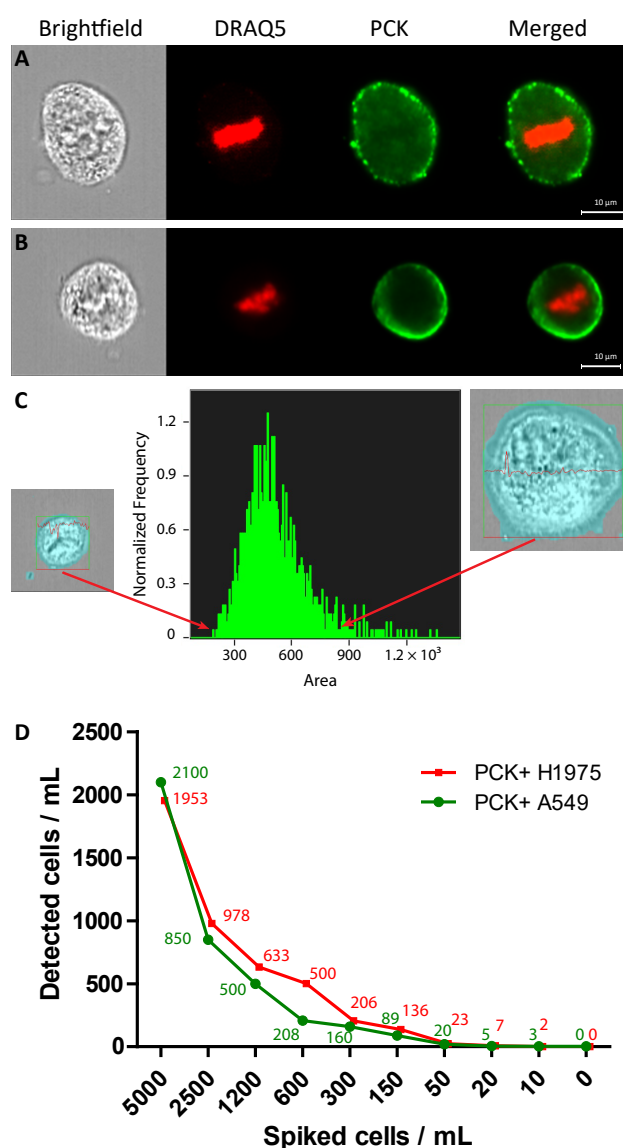 Brightfield DRAQ5 PCK Merged
A
10 µm
B
10 µm
C
Normalized Frequency
1.2
0.9
0.6
0.3
0
300 600 900 1.2 × 10³
Area
D
Detected cells / mL
2500
2000
1500
1000
500
0
2100
1953
850
978
500
633
208
500
160
206
89
136
20
23
5
7
3
2
0
0
PCK+ H1975
PCK+ A549
5000 2500 1200 600 300 150 50 20 10 0
Spiked cells / mL